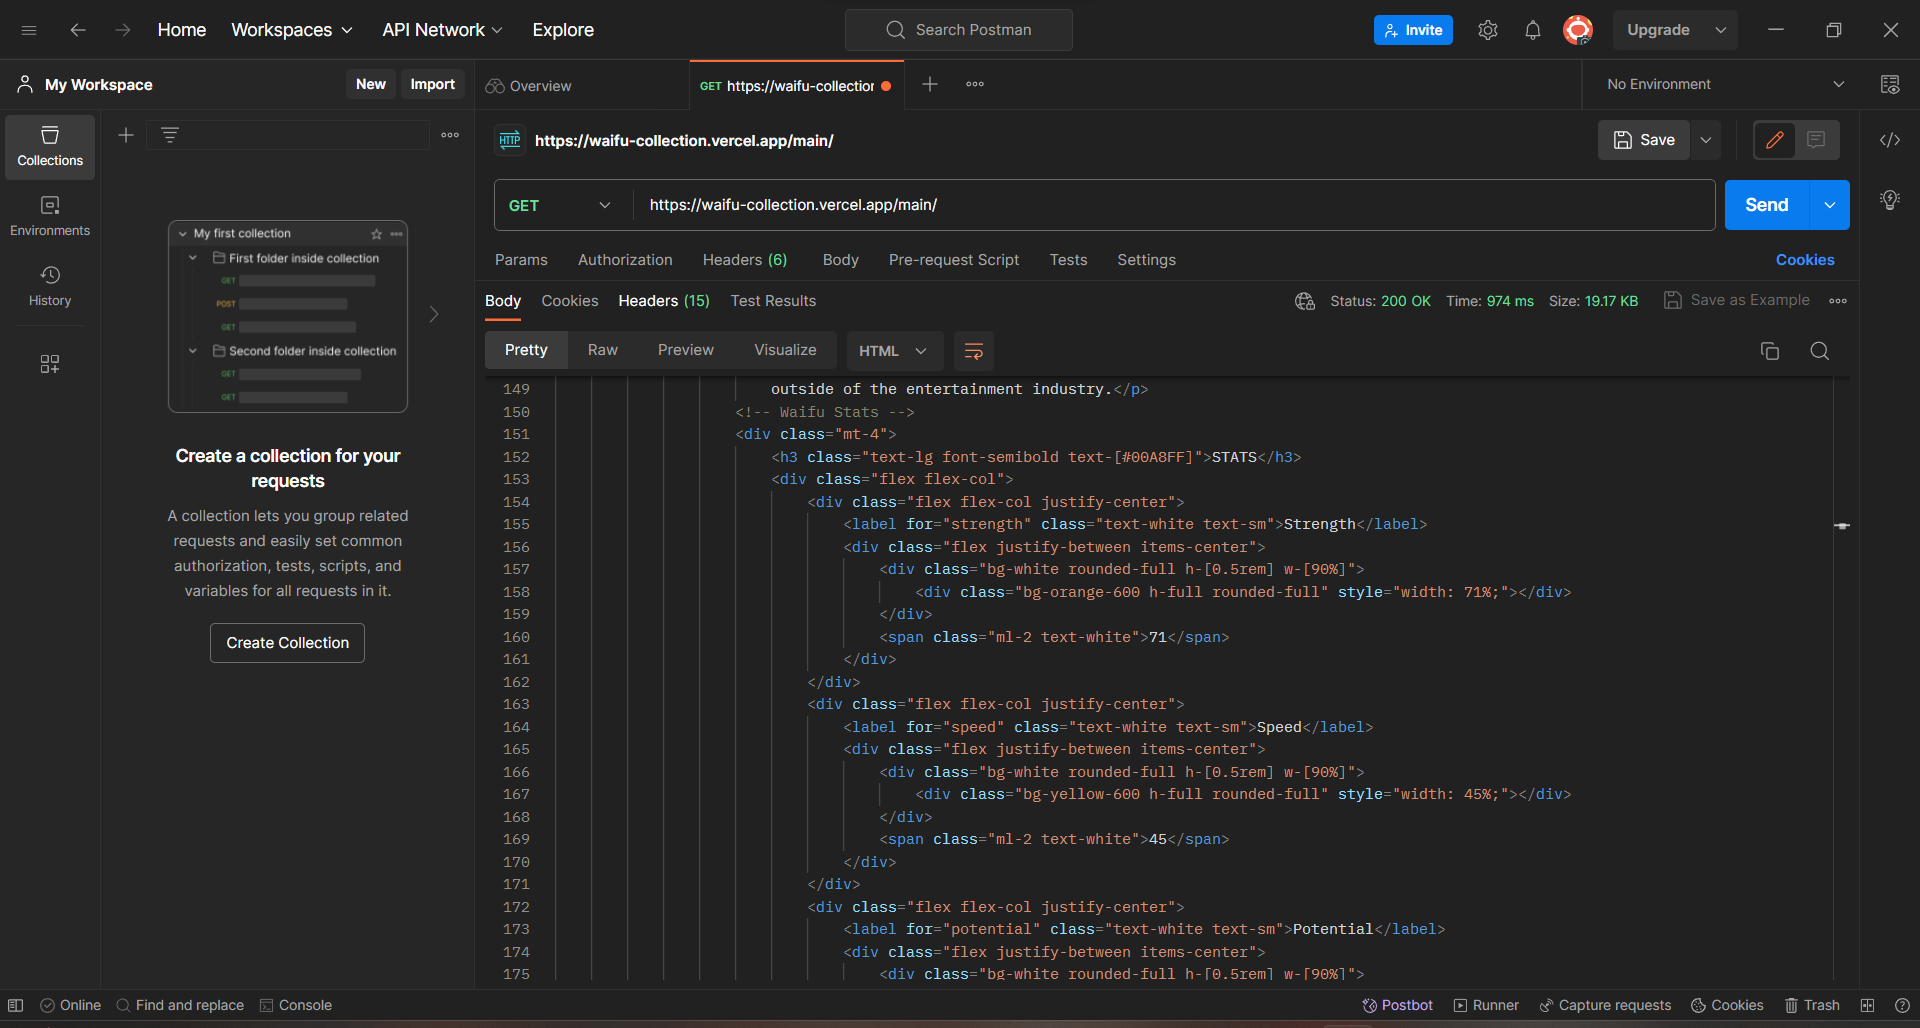 Home Workspaces API Network Explore Search Postman Invite Upgrade
My Workspace New Import Overview GET https://waifu-collection No Environment
HTTP https://waifu-collection.vercel.app/main/ Save
Collections
Environments
History
My first collection
First folder inside collection
GET
POST
GET
Second folder inside collection
GET
GET
Create a collection for your
requests
A collection lets you group related
requests and easily set common
authorization, tests, scripts, and
variables for all requests in it.
Create Collection
GET https://waifu-collection.vercel.app/main/ Send
Params Authorization Headers (6) Body Pre-request Script Tests Settings Cookies
Body Cookies Headers (15) Test Results Status: 200 OK Time: 974 ms Size: 19.17 KB Save as Example
Pretty Raw Preview Visualize HTML
149 outside of the entertainment industry.</p>
150 <!-- Waifu Stats -->
151 <div class="mt-4">
152 <h3 class="text-lg font-semibold text-[#00A8FF]">STATS</h3>
153 <div class="flex flex-col">
154 <div class="flex flex-col justify-center">
155 <label for="strength" class="text-white text-sm">Strength</label>
156 <div class="flex justify-between items-center">
157 <div class="bg-white rounded-full h-[0.5rem] w-[90%]">
158 <div class="bg-orange-600 h-full rounded-full" style="width: 71%;"></div>
159 </div>
160 <span class="ml-2 text-white">71</span>
161 </div>
162 </div>
163 <div class="flex flex-col justify-center">
164 <label for="speed" class="text-white text-sm">Speed</label>
165 <div class="flex justify-between items-center">
166 <div class="bg-white rounded-full h-[0.5rem] w-[90%]">
167 <div class="bg-yellow-600 h-full rounded-full" style="width: 45%;"></div>
168 </div>
169 <span class="ml-2 text-white">45</span>
170 </div>
171 </div>
172 <div class="flex flex-col justify-center">
173 <label for="potential" class="text-white text-sm">Potential</label>
174 <div class="flex justify-between items-center">
175 <div class="bg-white rounded-full h-[0.5rem] w-[90%]">
Online Find and replace Console Postbot Runner Capture requests Cookies Trash